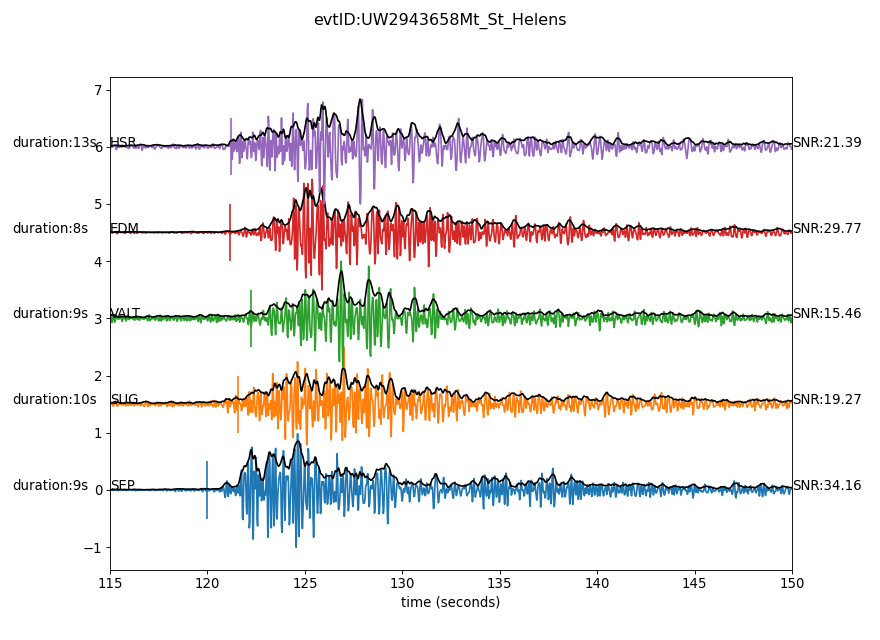 evtID:UW2943658Mt_St_Helens
7
duration:13s HSR SNR:21.39
6
5
duration:8s EDM SNR:29.77
4
duration:9s VALT SNR:15.46
3
2
duration:10s SUG SNR:19.27
1
duration:9s SEP SNR:34.16
0
−1
115 120 125 130 135 140 145 150
time (seconds)